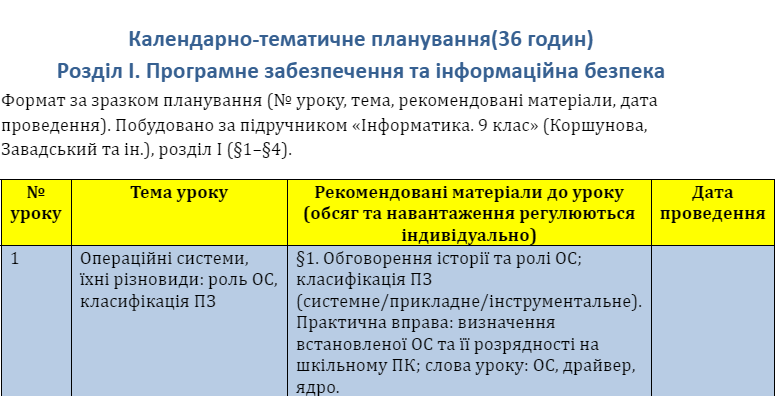 Календарно-тематичне планування(36 годин)
Розділ І. Програмне забезпечення та інформаційна безпека
Формат за зразком планування (№ уроку, тема, рекомендовані матеріали, дата
проведення). Побудовано за підручником «Інформатика. 9 клас» (Коршунова,
Завадський та ін.), розділ І (§1–§4).
№
уроку
Тема уроку
Рекомендовані матеріали до уроку
(обсяг та навантаження регулюються
індивідуально)
Дата
проведення
1
Операційні системи,
їхні різновиди: роль ОС,
класифікація ПЗ
§1. Обговорення історії та ролі ОС;
класифікація ПЗ
(системне/прикладне/інструментальне).
Практична вправа: визначення
встановленої ОС та її розрядності на
шкільному ПК; слова уроку: ОС, драйвер,
ядро.